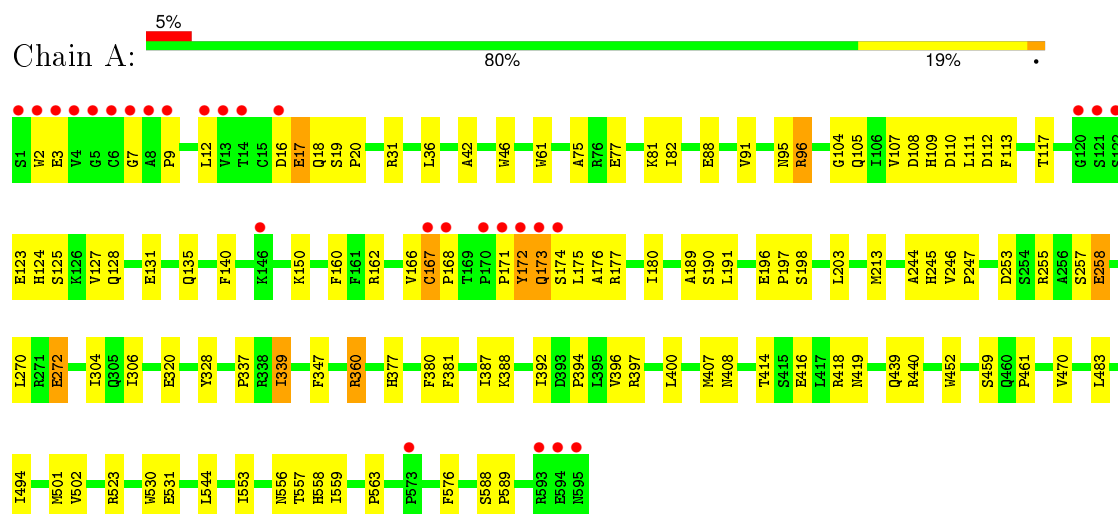 5%
Chain A:
80% 19% •
S1 W2 E3 V4 G5 C6 G7 A8 P9 L12 V13 T14 C15 D16 E17 Q18 S19 P20 R31 L36 A42 W46 W61 A75 R76 E77 K81 I82 E88 V91 N95 R96 G104 Q105 I106 V107 D108 H109 D110 L111 D112 F113 T117 G120 S121 S122
E123 H124 S125 K126 V127 Q128 E131 Q135 F140 K146 K150 F160 F161 R162 V166 C167 P168 T169 P170 P171 Y172 Q173 S174 L175 A176 R177 I180 A189 S190 L191 E196 P197 S198 L203 M213 A244 H245 V246 P247 D253 S254 R255 A256 S257 E258
L270 R271 E272 I304 Q305 I306 E320 Y328 P337 R338 I339 F347 R360 H377 F380 F381 I387 K388 I392 D393 P394 L395 V396 R397 L400 M407 N408 T414 S415 E416 L417 R418 N419 Q439 R440 W452 S459 Q460 P461 V470 L483
I494 M501 V502 R523 W530 E531 L544 I553 N556 T557 H558 I559 P563 P573 F576 S588 P589 R593 E594 N595